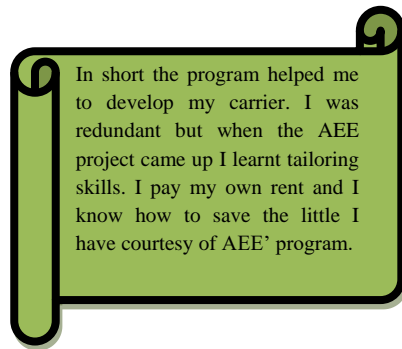 In short the program helped me
to develop my carrier. I was
redundant but when the AEE
project came up I learnt tailoring
skills. I pay my own rent and I
know how to save the little I
have courtesy of AEE’ program.